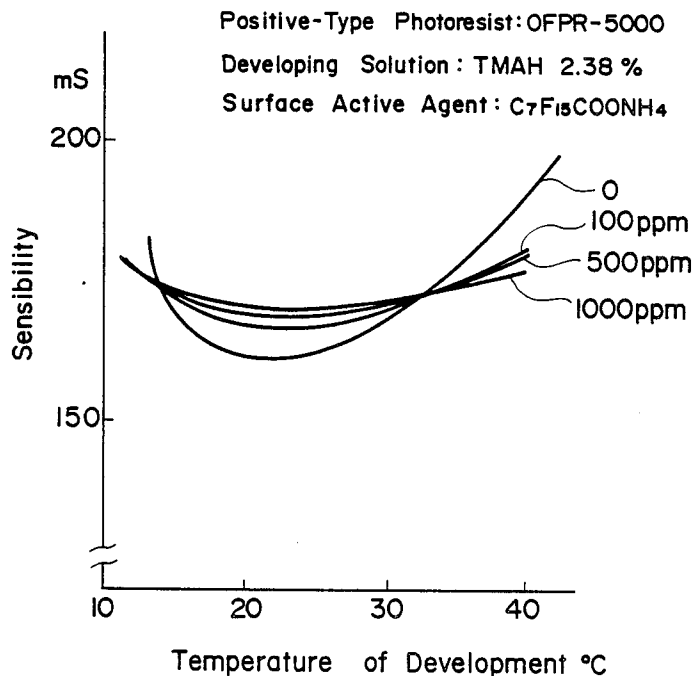 Positive-Type Photoresist: OFPR-5000
Developing Solution: TMAH 2.38 %
Surface Active Agent: C7F15COONH4
mS
200
150
Sensibility
0
100ppm
500ppm
1000ppm
10 20 30 40
Temperature of Development °C